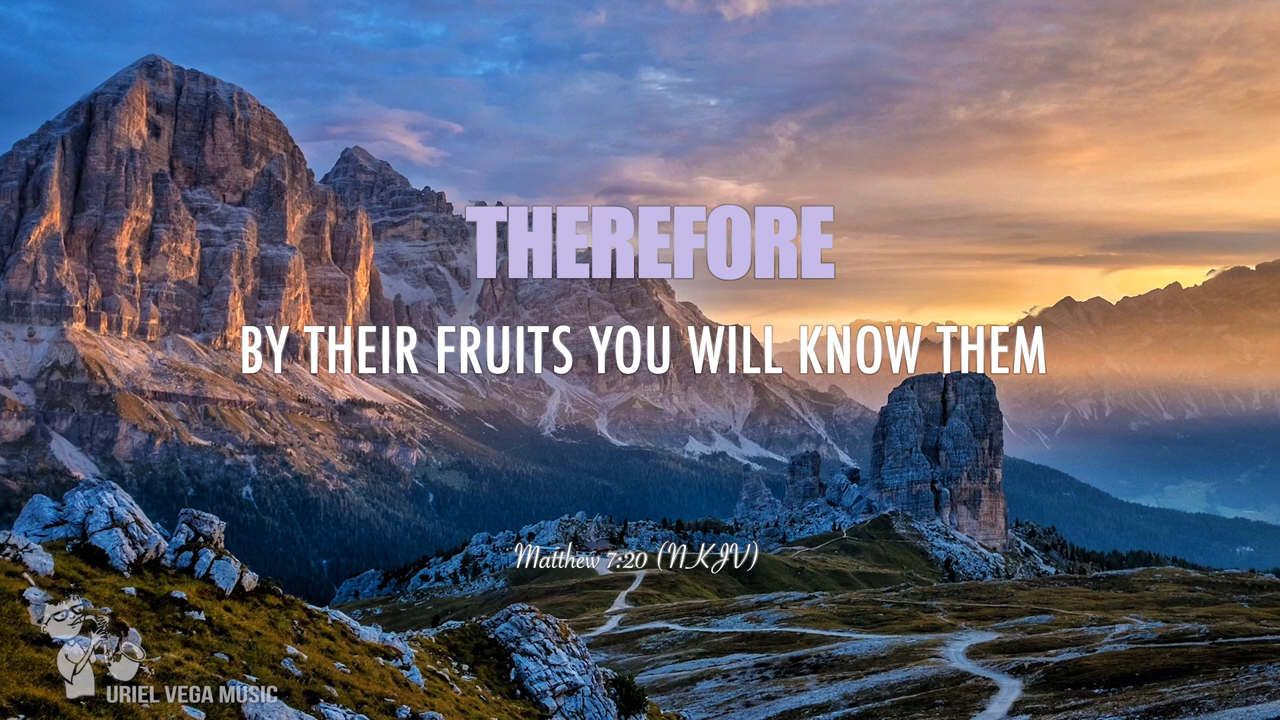 THEREFORE
BY THEIR FRUITS YOU WILL KNOW THEM
Matthew 7:20 (NKJV)
URIEL VEGA MUSIC